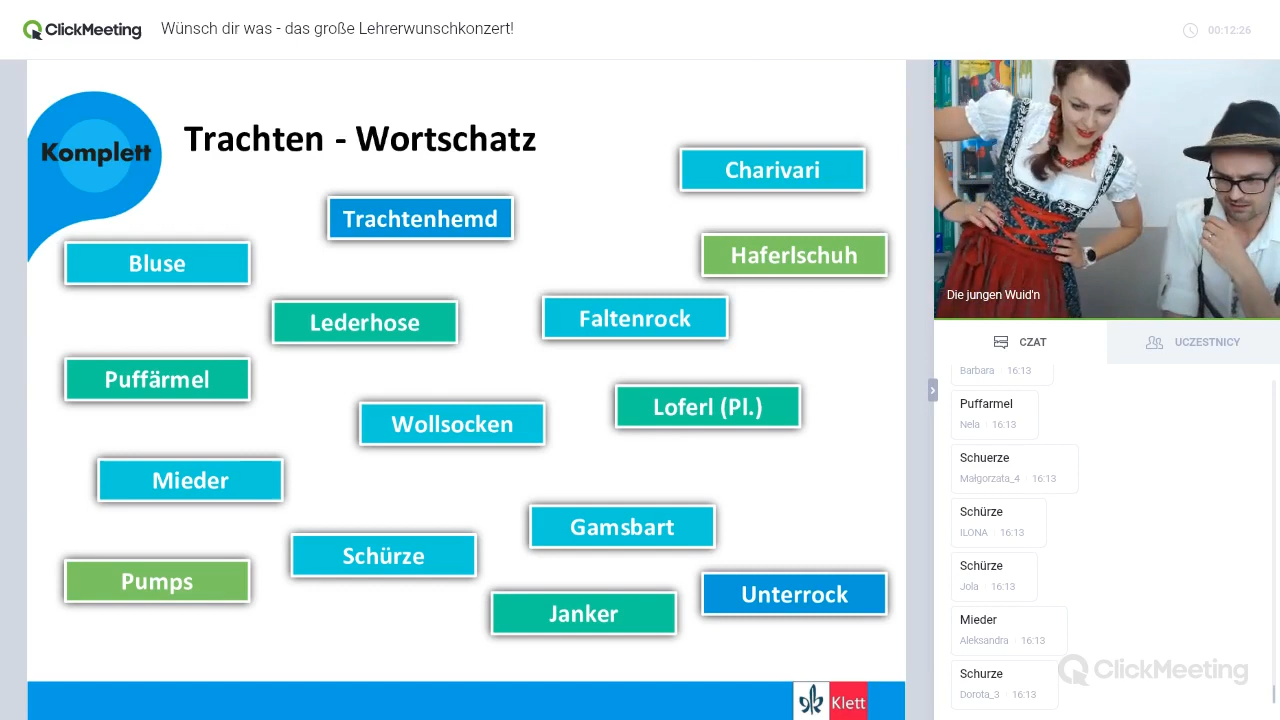 ClickMeeting
Wünsch dir was - das große Lehrerwunschkonzert!
00:12:26
Komplett
Trachten - Wortschatz
Charivari
Trachtenhemd
Haferlschuh
Bluse
Lederhose
Faltenrock
Puffärmel
Loferl (Pl.)
Wollsocken
Mieder
Gamsbart
Schürze
Pumps
Unterrock
Janker
Klett
Die jungen Wuid'n
CZAT
UCZESTNICY
Barbara 16:13
Puffarmel
Nela 16:13
Schuerze
Małgorzata_4 16:13
Schürze
ILONA 16:13
Schürze
Jola 16:13
Mieder
Aleksandra 16:13
Schurze
Dorota_3 16:13
ClickMeeting